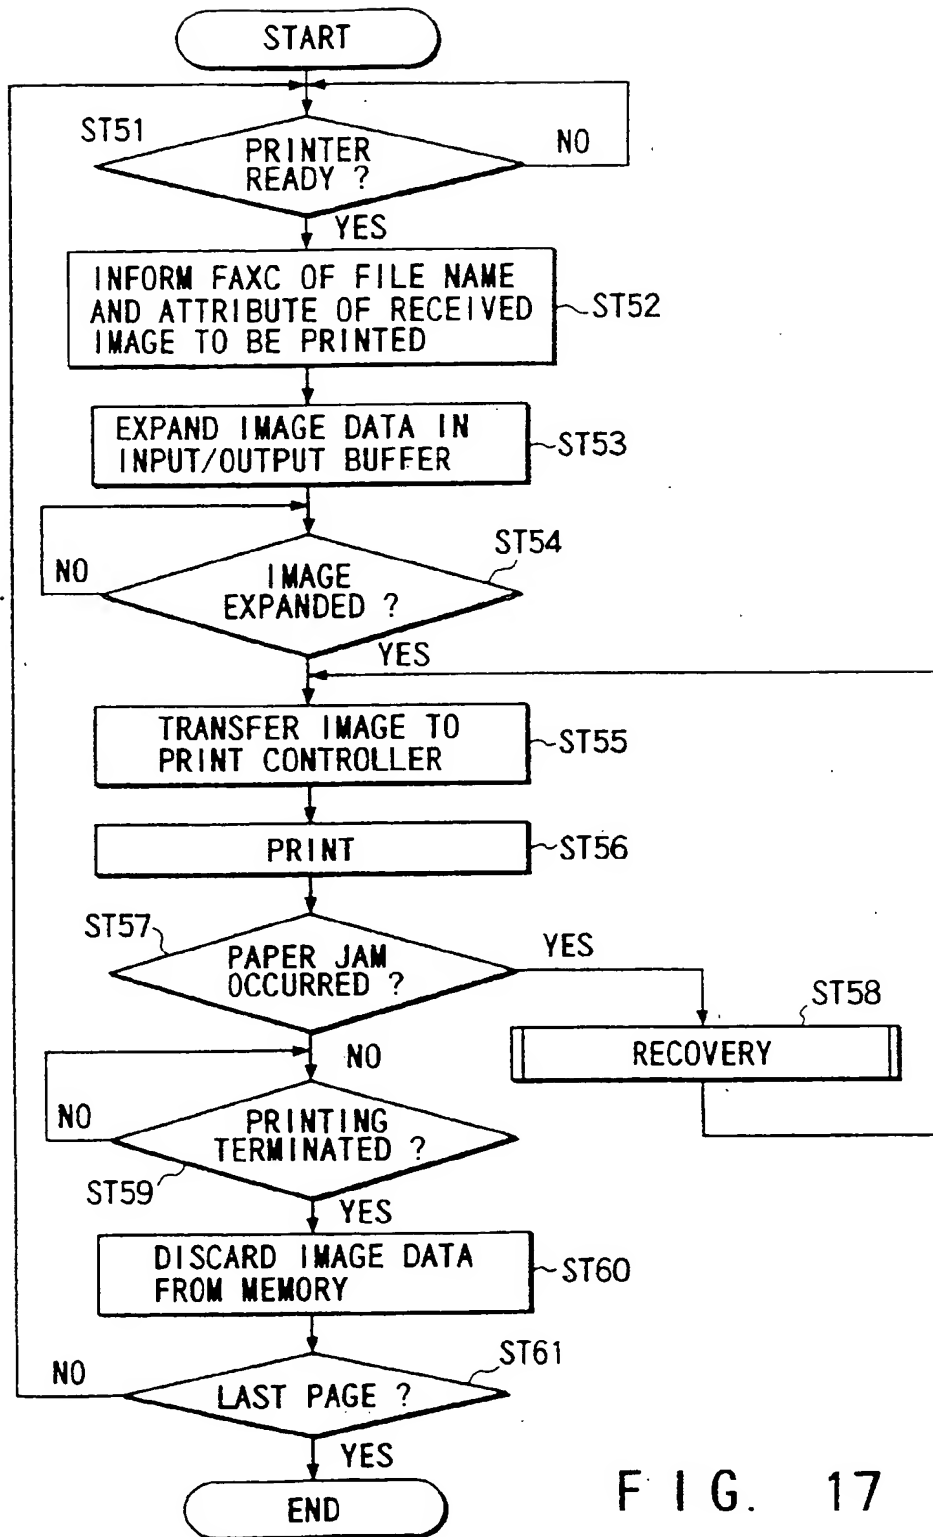 START
ST51
PRINTER
READY ?
NO
YES
INFORM FAXC OF FILE NAME
AND ATTRIBUTE OF RECEIVED
IMAGE TO BE PRINTED
ST52
EXPAND IMAGE DATA IN
INPUT/OUTPUT BUFFER
ST53
ST54
NO
IMAGE
EXPANDED ?
YES
TRANSFER IMAGE TO
PRINT CONTROLLER
ST55
PRINT
ST56
ST57
PAPER JAM
OCCURRED ?
YES
ST58
RECOVERY
NO
NO
PRINTING
TERMINATED ?
ST59
YES
DISCARD IMAGE DATA
FROM MEMORY
ST60
ST61
NO
LAST PAGE ?
YES
END
FIG. 17